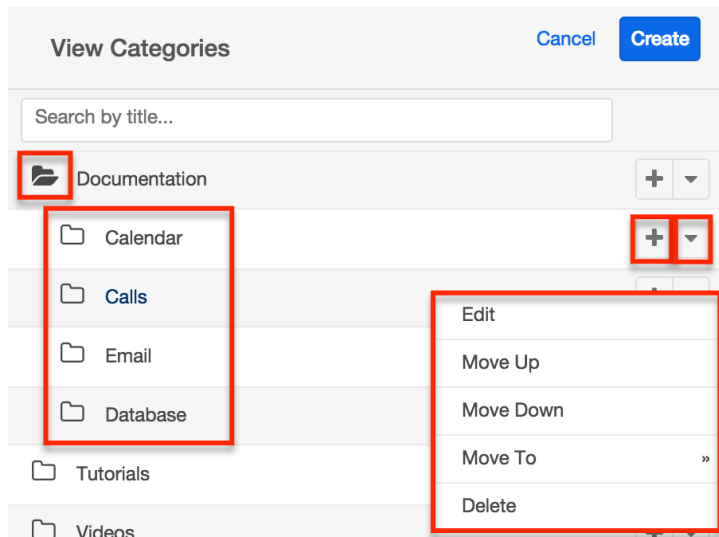 View Categories
Cancel
Create
Search by title...
Documentation
Calendar
Calls
Email
Database
Tutorials
Videos
Edit
Move Up
Move Down
Move To »
Delete